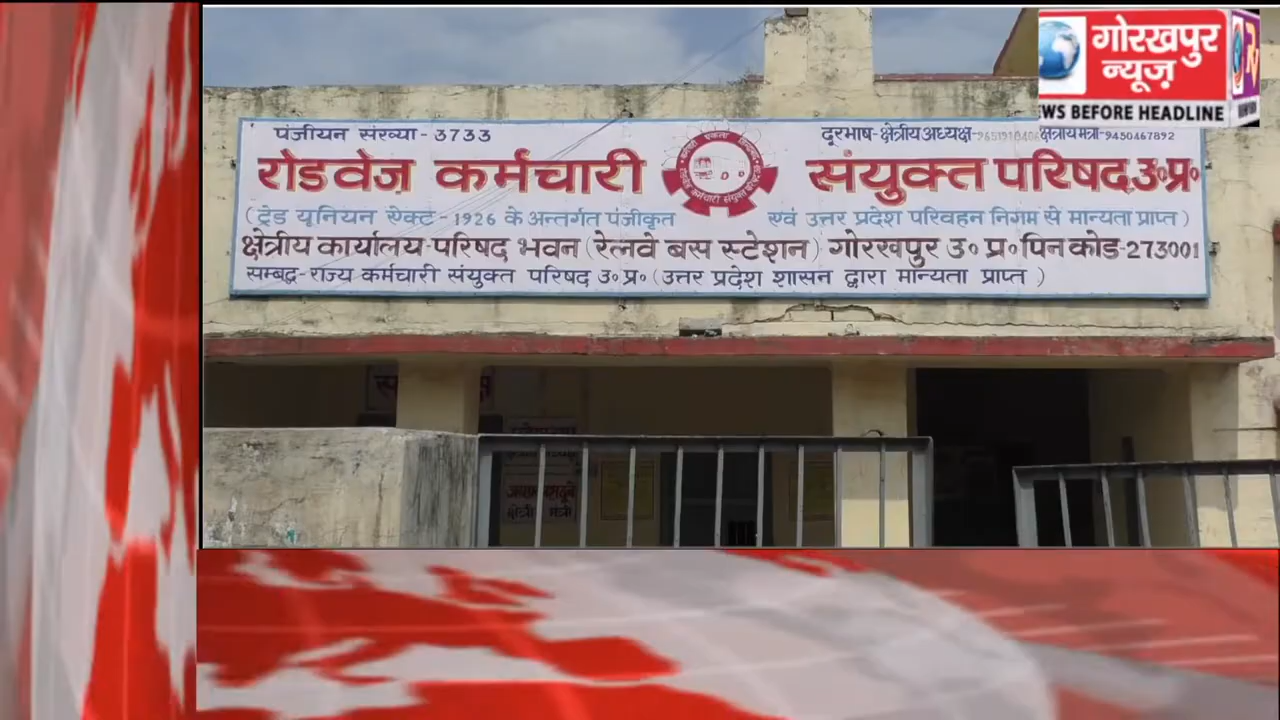 गोरखपुर
न्यूज़
NEWS BEFORE HEADLINE
पंजीयन संख्या-3733
दूरभाष-क्षेत्रीय अध्यक्ष- क्षेत्रीय मंत्री-9450467892
रोडवेज़ कर्मचारी संयुक्त परिषद,उ०प्र०
(ट्रेड यूनियन ऐक्ट-1926 के अन्तर्गत पंजीकृत एवं उत्तर प्रदेश परिवहन निगम से मान्यता प्राप्त)
क्षेत्रीय कार्यालय-परिषद भवन (रेलवे बस स्टेशन) गोरखपुर उ० प्र० पिन कोड-273001
सम्बद्ध-राज्य कर्मचारी संयुक्त परिषद उ०प्र० (उत्तर प्रदेश शासन द्वारा मान्यता प्राप्त)